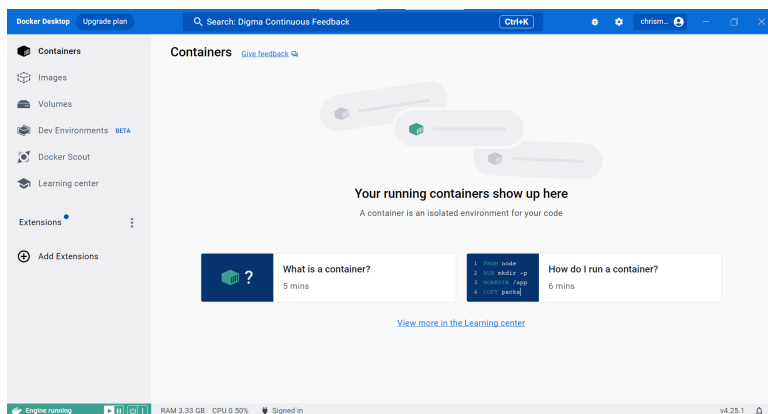 Docker Desktop Upgrade plan Search: Digma Continuous Feedback Ctrl+K chrism...
Containers
Images
Volumes
Dev Environments BETA
Docker Scout
Learning center
Extensions
Add Extensions
Containers Give feedback
Your running containers show up here
A container is an isolated environment for your code
?
What is a container?
5 mins
1 FROM node
2 RUN mkdir -p
3 WORKDIR /app
4 COPY packa
How do I run a container?
6 mins
View more in the Learning center
Engine running RAM 3.33 GB CPU 0.50% Signed in v4.25.1